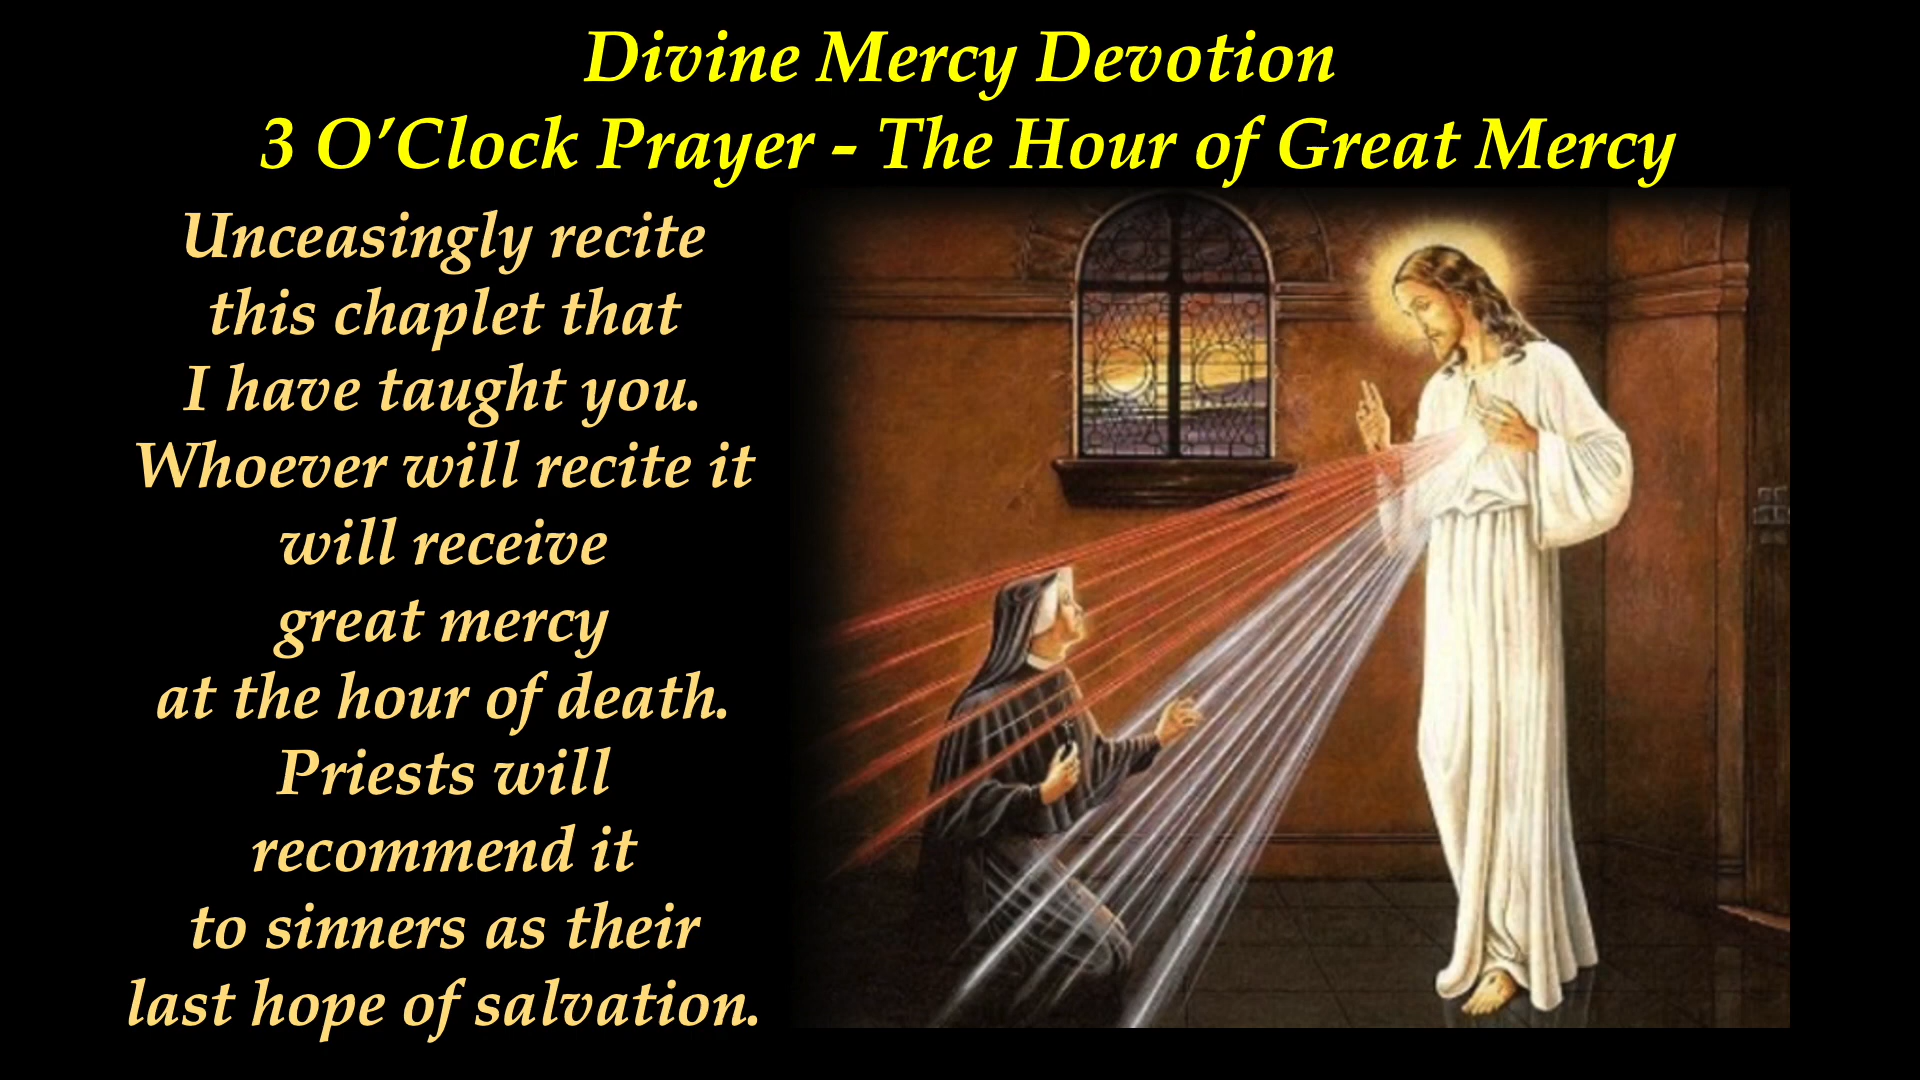 Divine Mercy Devotion
3 O’Clock Prayer - The Hour of Great Mercy
Unceasingly recite
this chaplet that
I have taught you.
Whoever will recite it
will receive
great mercy
at the hour of death.
Priests will
recommend it
to sinners as their
last hope of salvation.